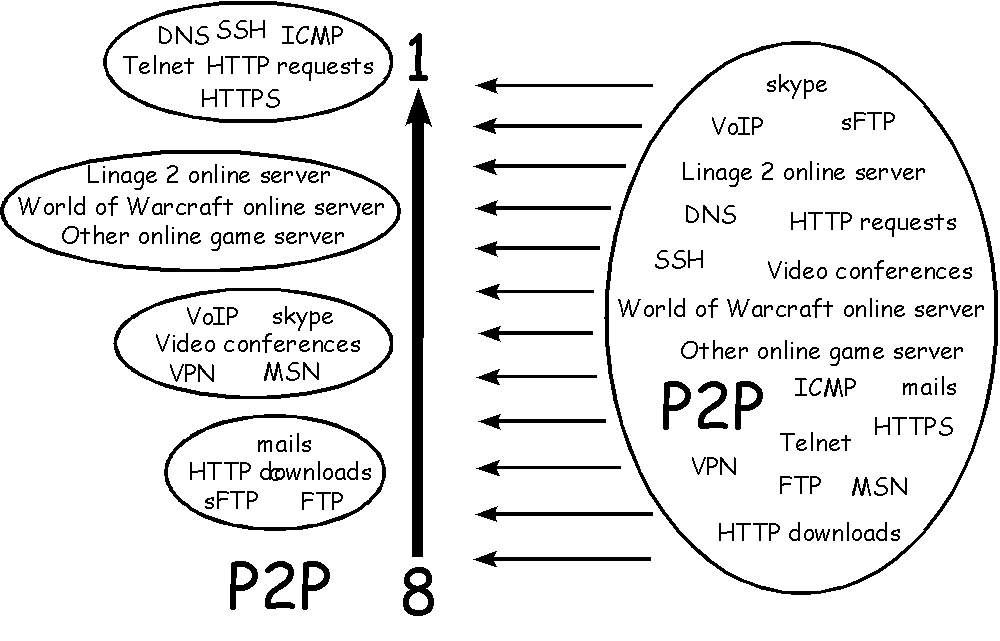 DNS SSH ICMP
Telnet HTTP requests
HTTPS
1
Linage 2 online server
World of Warcraft online server
Other online game server
VoIP skype
Video conferences
VPN MSN
mails
HTTP downloads
sFTP FTP
P2P 8
skype
VoIP sFTP
Linage 2 online server
DNS HTTP requests
SSH
Video conferences
World of Warcraft online server
Other online game server
P2P ICMP mails
Telnet HTTPS
VPN
FTP MSN
HTTP downloads